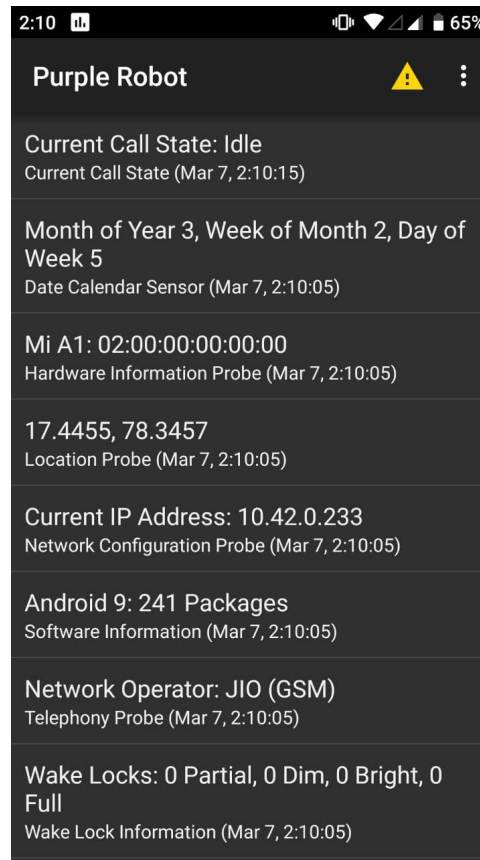 2:10 65%
Purple Robot
Current Call State: Idle
Current Call State (Mar 7, 2:10:15)
Month of Year 3, Week of Month 2, Day of
Week 5
Date Calendar Sensor (Mar 7, 2:10:05)
Mi A1: 02:00:00:00:00:00
Hardware Information Probe (Mar 7, 2:10:05)
17.4455, 78.3457
Location Probe (Mar 7, 2:10:05)
Current IP Address: 10.42.0.233
Network Configuration Probe (Mar 7, 2:10:05)
Android 9: 241 Packages
Software Information (Mar 7, 2:10:05)
Network Operator: JIO (GSM)
Telephony Probe (Mar 7, 2:10:05)
Wake Locks: 0 Partial, 0 Dim, 0 Bright, 0
Full
Wake Lock Information (Mar 7, 2:10:05)